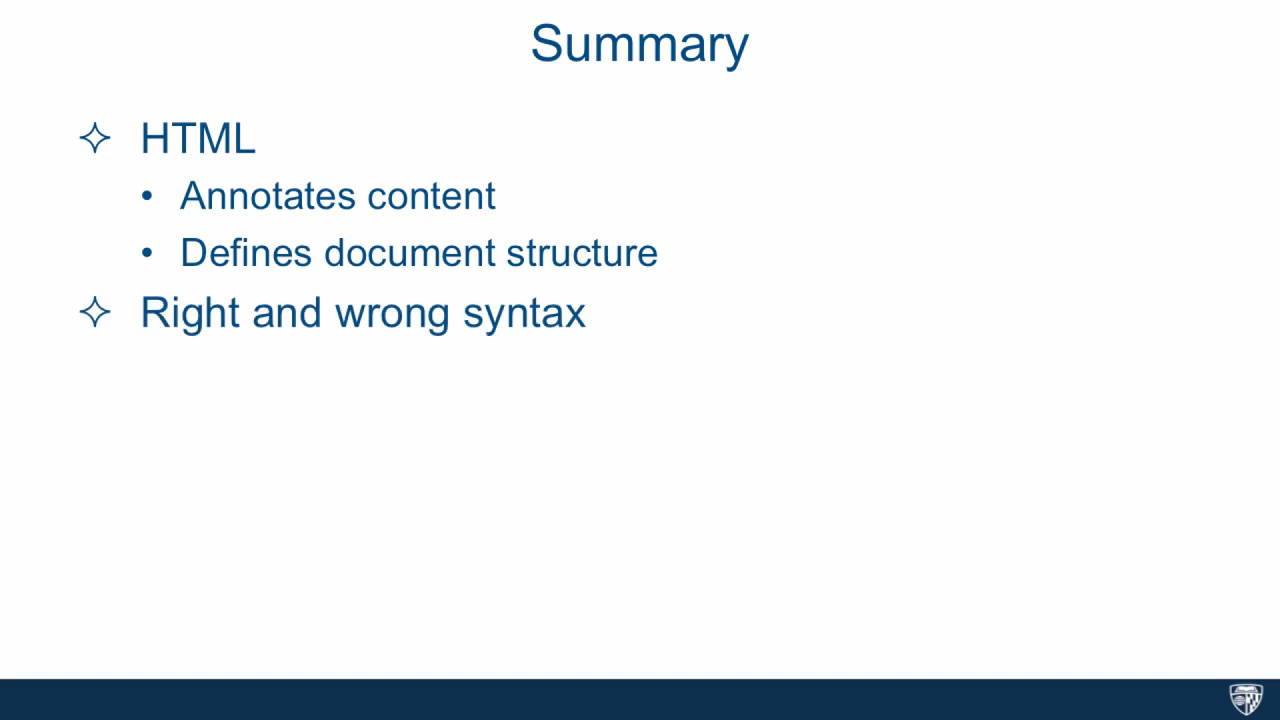 Summary
✧ HTML
• Annotates content
• Defines document structure
✧ Right and wrong syntax